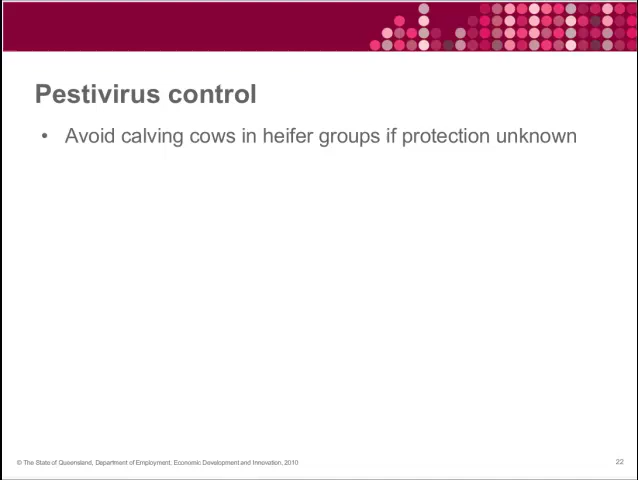 Pestivirus control
• Avoid calving cows in heifer groups if protection unknown
© The State of Queensland, Department of Employment, Economic Development and Innovation, 2010
22